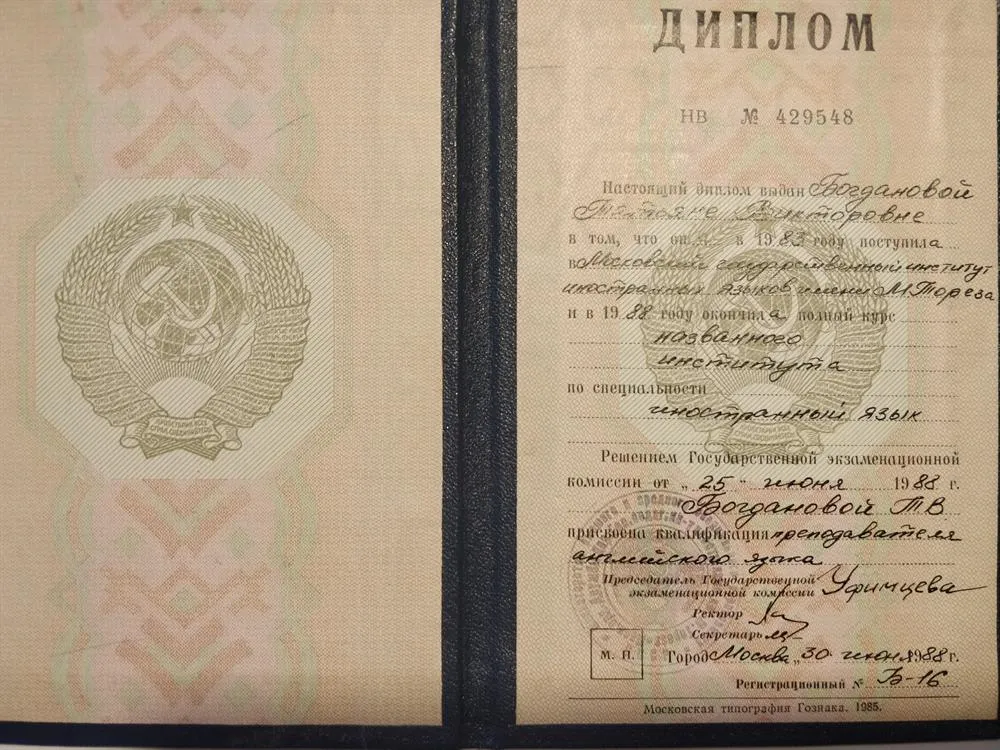 ДИПЛОМ
НВ № 429548
Настоящий диплом выдан Богдановой
Татьяне Викторовне
в том, что он а в 1983 году поступила
в Московский государственный институт
иностранных языков имени М. Тореза
и в 1988 году окончила полный курс
названного
института
по специальности
иностранный язык
Решением Государственной экзаменационной
комиссии от „25" июня 1988 г.
Богдановой Т.В.
присвоена квалификация преподавателя
английского языка
Председатель Государственной
экзаменационной комиссии Уфимцева
Ректор
Секретарь
М. П.
Город Москва „30 июня 1988 г.
Регистрационный № Б-16
Московская типография Гознака. 1985.